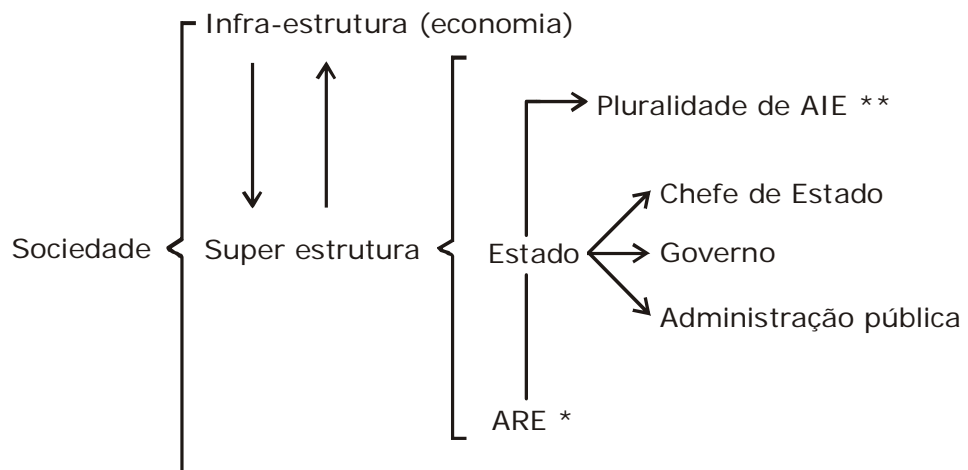 Infra-estrutura (economia)
Pluralidade de AIE **
Chefe de Estado
Sociedade
Super estrutura
Estado
Governo
Administração pública
ARE *